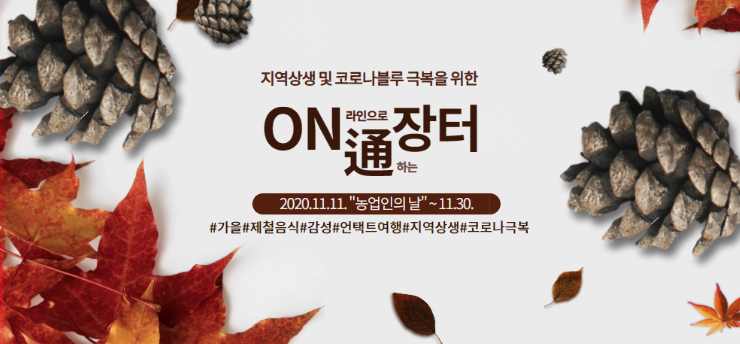 지역상생 및 코로나블루 극복을 위한
ON라인으로 通하는 장터
2020.11.11. "농업인의 날" ~ 11.30.
#가을#제철음식#감성#언택트여행#지역상생#코로나극복